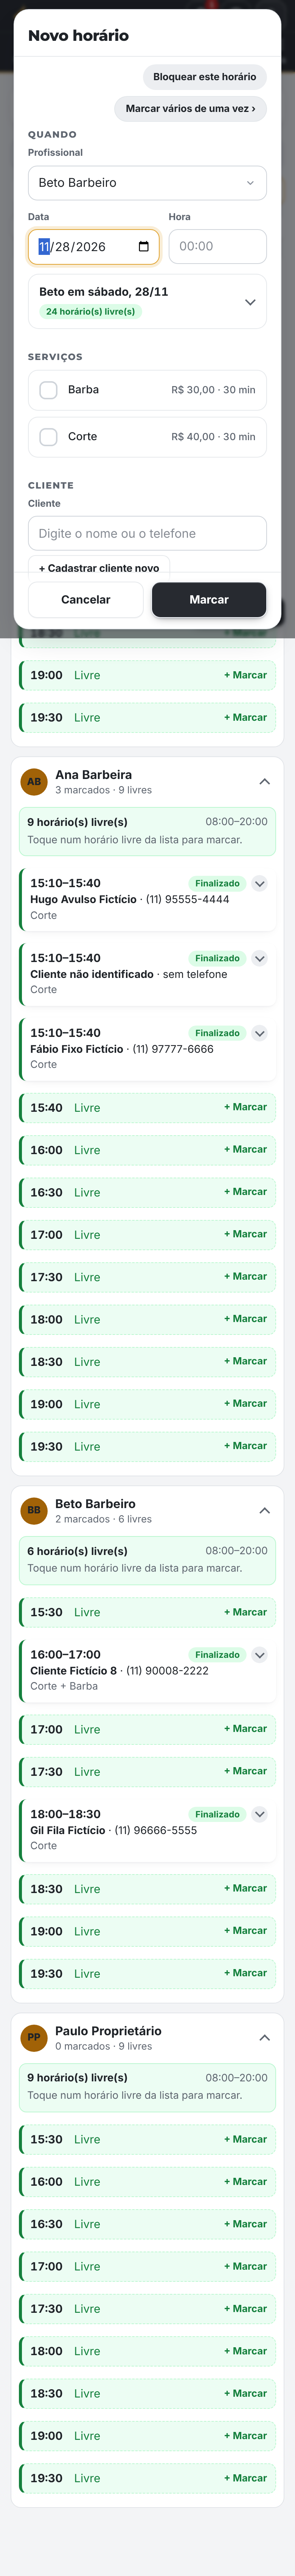 Novo horário
Bloquear este horário
Marcar vários de uma vez ›
QUANDO
Profissional
Beto Barbeiro
Data
Hora
11/28/2026
00:00
Beto em sábado, 28/11
24 horário(s) livre(s)
SERVIÇOS
Barba
R$ 30,00 · 30 min
Corte
R$ 40,00 · 30 min
CLIENTE
Cliente
Digite o nome ou o telefone
+ Cadastrar cliente novo
Cancelar
Marcar
19:00 Livre + Marcar
19:30 Livre + Marcar
AB
Ana Barbeira
3 marcados · 9 livres
9 horário(s) livre(s) 08:00–20:00
Toque num horário livre da lista para marcar.
15:10–15:40 Finalizado
Hugo Avulso Fictício · (11) 95555-4444
Corte
15:10–15:40 Finalizado
Cliente não identificado · sem telefone
Corte
15:10–15:40 Finalizado
Fábio Fixo Fictício · (11) 97777-6666
Corte
15:40 Livre + Marcar
16:00 Livre + Marcar
16:30 Livre + Marcar
17:00 Livre + Marcar
17:30 Livre + Marcar
18:00 Livre + Marcar
18:30 Livre + Marcar
19:00 Livre + Marcar
19:30 Livre + Marcar
BB
Beto Barbeiro
2 marcados · 6 livres
6 horário(s) livre(s) 08:00–20:00
Toque num horário livre da lista para marcar.
15:30 Livre + Marcar
16:00–17:00 Finalizado
Cliente Fictício 8 · (11) 90008-2222
Corte + Barba
17:00 Livre + Marcar
17:30 Livre + Marcar
18:00–18:30 Finalizado
Gil Fila Fictício · (11) 96666-5555
Corte
18:30 Livre + Marcar
19:00 Livre + Marcar
19:30 Livre + Marcar
PP
Paulo Proprietário
0 marcados · 9 livres
9 horário(s) livre(s) 08:00–20:00
Toque num horário livre da lista para marcar.
15:30 Livre + Marcar
16:00 Livre + Marcar
16:30 Livre + Marcar
17:00 Livre + Marcar
17:30 Livre + Marcar
18:00 Livre + Marcar
18:30 Livre + Marcar
19:00 Livre + Marcar
19:30 Livre + Marcar